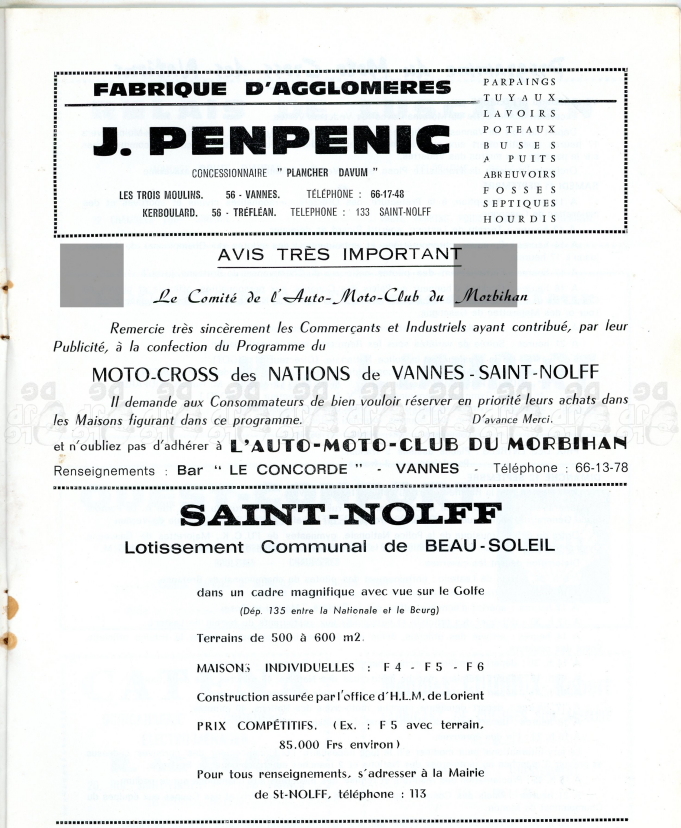 FABRIQUE D'AGGLOMERES
J. PENPENIC
CONCESSIONNAIRE " PLANCHER DAVUM "
LES TROIS MOULINS. 56 - VANNES. TÉLÉPHONE : 66-17-48
KERBOULARD. 56 - TRÉFLÉAN. TELEPHONE : 133 SAINT-NOLFF
PARPAINGS
TUYAUX
LAVOIRS
POTEAUX
BUSES
A PUITS
ABREUVOIRS
FOSSES
SEPTIQUES
HOURDIS
AVIS TRÈS IMPORTANT
Le Comité de l'Auto-Moto-Club du Morbihan
Remercie très sincèrement les Commerçants et Industriels ayant contribué, par leur
Publicité, à la confection du Programme du
MOTO-CROSS des NATIONS de VANNES - SAINT-NOLFF
Il demande aux Consommateurs de bien vouloir réserver en priorité leurs achats dans
les Maisons figurant dans ce programme. D'avance Merci.
et n'oubliez pas d'adhérer à L'AUTO-MOTO-CLUB DU MORBIHAN
Renseignements : Bar " LE CONCORDE " - VANNES - Téléphone : 66-13-78
SAINT-NOLFF
Lotissement Communal de BEAU-SOLEIL
dans un cadre magnifique avec vue sur le Golfe
(Dép. 135 entre la Nationale et le Bourg)
Terrains de 500 à 600 m2.
MAISONS INDIVIDUELLES : F 4 - F 5 - F 6
Construction assurée par l'office d'H.L.M. de Lorient
PRIX COMPÉTITIFS. (Ex. : F 5 avec terrain,
85.000 Frs environ)
Pour tous renseignements, s'adresser à la Mairie
de St-NOLFF, téléphone : 113